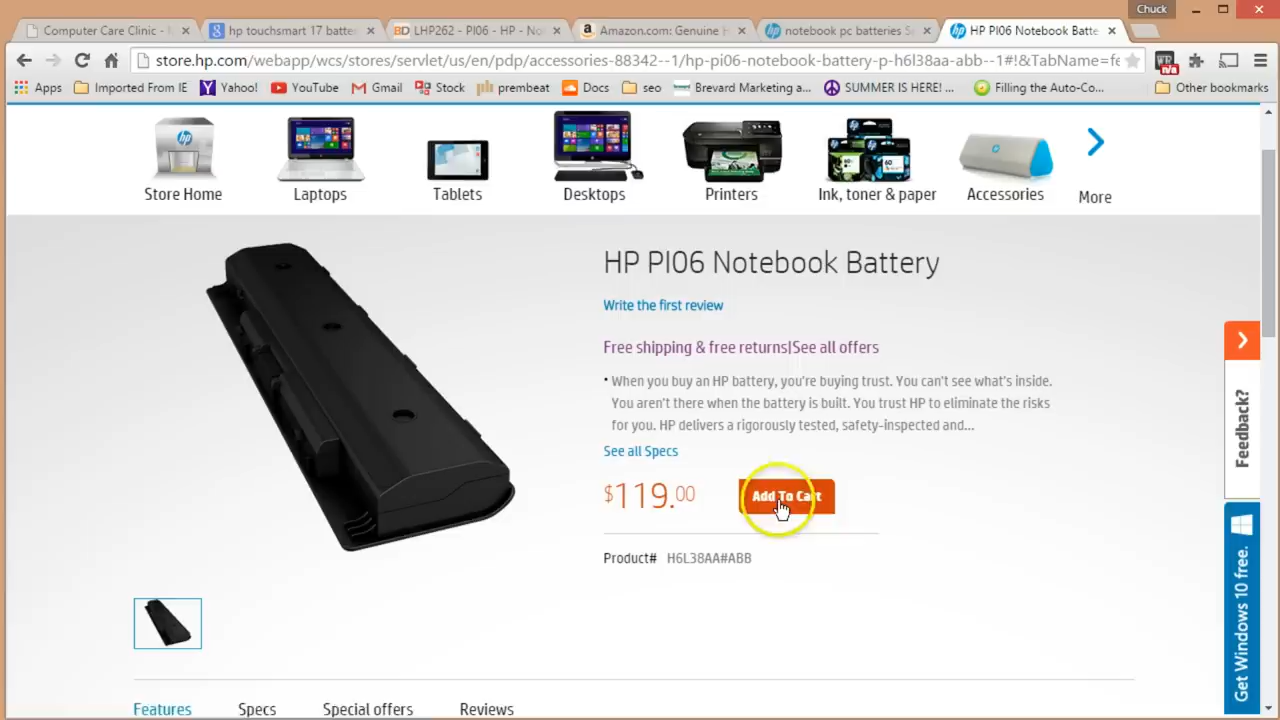 Chuck
Computer Care Clinic -
hp touchsmart 17 batte
LHP262 - PI06 - HP - No
Amazon.com: Genuine H
notebook pc batteries S
HP PI06 Notebook Batte
store.hp.com/webapp/wcs/stores/servlet/us/en/pdp/accessories-88342--1/hp-pi06-notebook-battery-p-h6l38aa-abb--1#!&TabName=fe
Apps Imported From IE Yahoo! YouTube Gmail Stock prembeat Docs seo Brevard Marketing a... SUMMER IS HERE! ... Filling the Auto-Co... Other bookmarks
Store Home Laptops Tablets Desktops Printers Ink, toner & paper Accessories More
HP PI06 Notebook Battery
Write the first review
Free shipping & free returns|See all offers
• When you buy an HP battery, you're buying trust. You can't see what's inside.
You aren't there when the battery is built. You trust HP to eliminate the risks
for you. HP delivers a rigorously tested, safety-inspected and...
See all Specs
$119.00 Add To Cart
Product# H6L38AA#ABB
Feedback?
Get Windows 10 free.
Features Specs Special offers Reviews